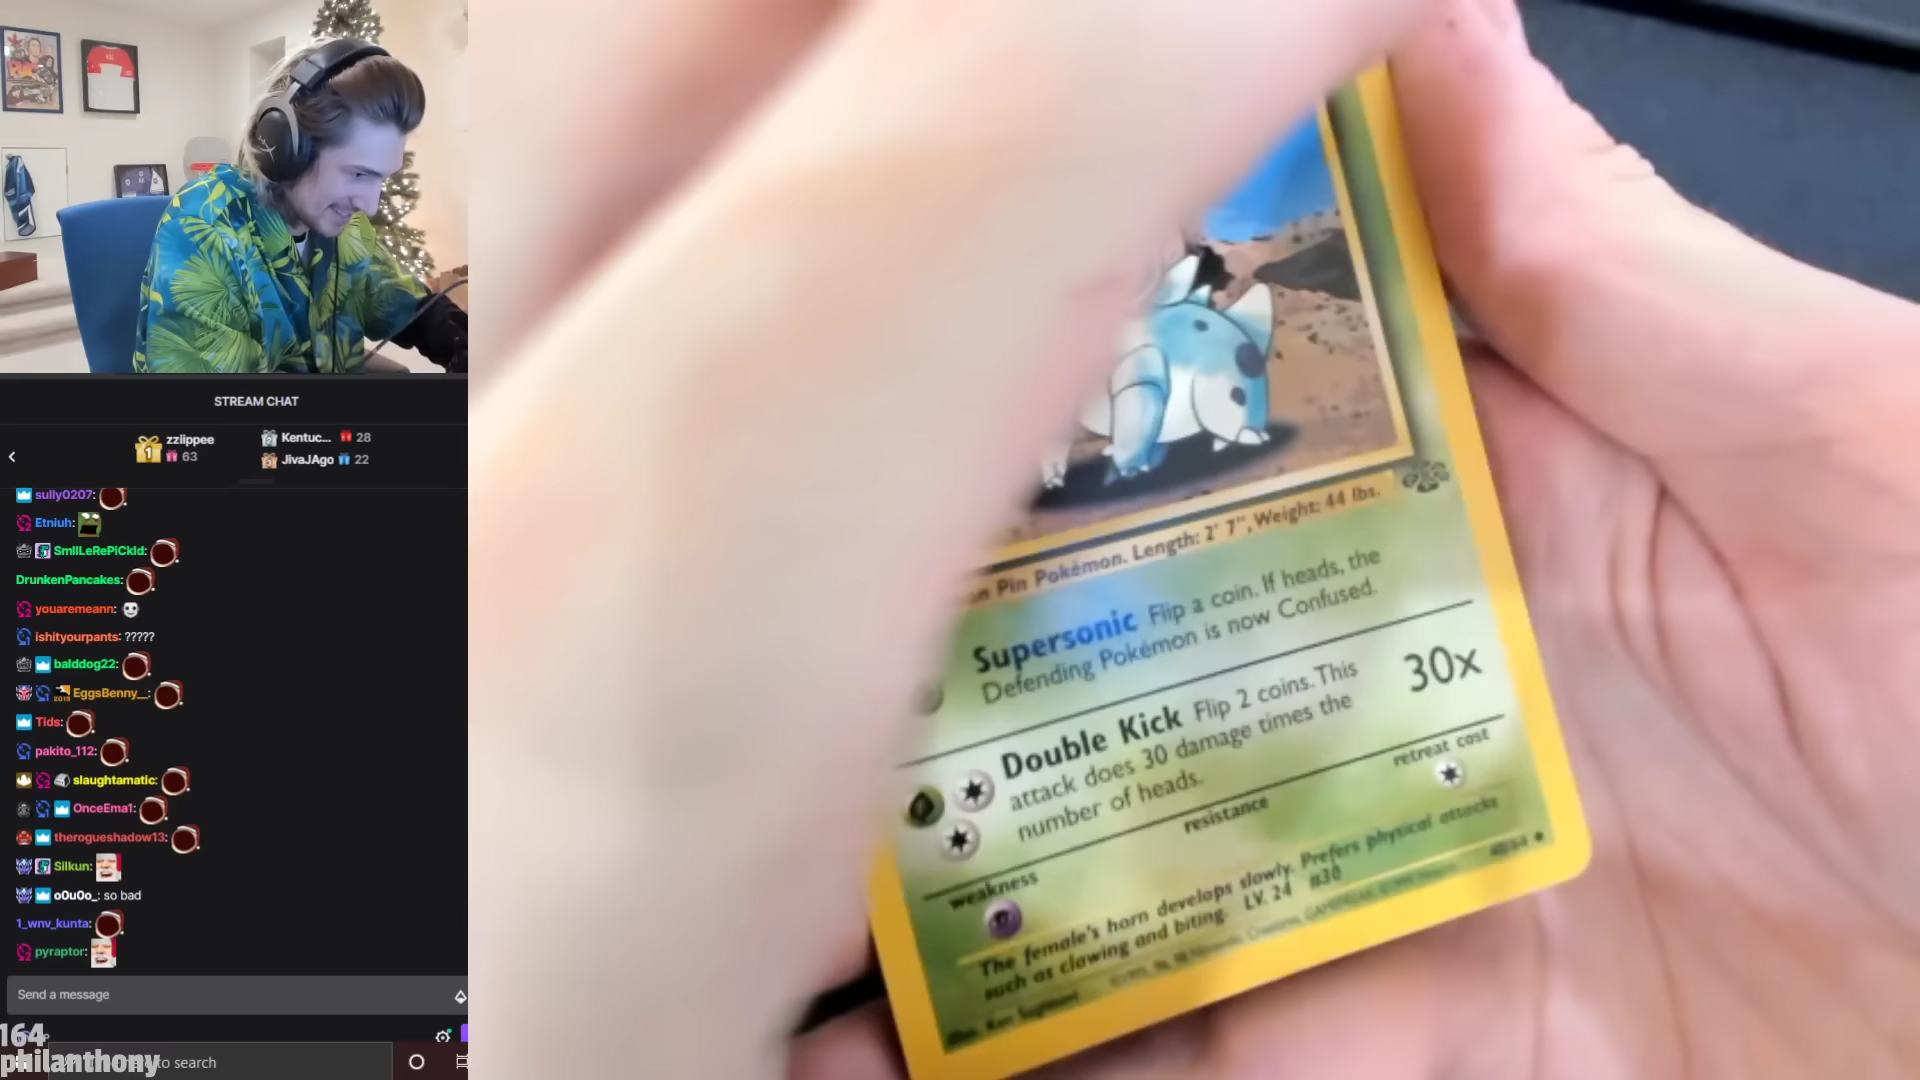 STREAM CHAT
zziippee
63
Kentuc... 28
JivaJAgo 22
sully0207:
Etniuh:
SmIlLeRePiCkld:
DrunkenPancakes:
youaremeann:
ishityourpants: ?????
balddog22:
EggsBenny__:
Tids:
pakito_112:
slaughtamatic:
OnceEma1:
therogueshadow13:
Silkun:
o0u0o_: so bad
1_wnv_kunta:
pyraptor:
Send a message
164
philanthony
to search
Pin Pokémon. Length: 2' 7", Weight: 44 lbs.
Supersonic Flip a coin. If heads, the
Defending Pokémon is now Confused.
Double Kick Flip 2 coins. This
attack does 30 damage times the
number of heads.
30x
weakness
resistance
retreat cost
The female's horn develops slowly. Prefers physical attacks
such as clawing and biting. LV. 24 #30